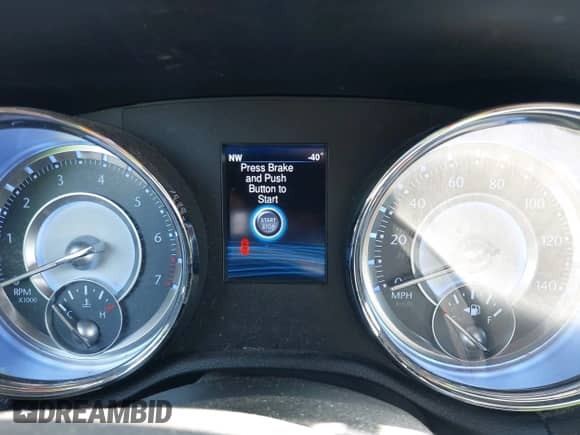 NW -40°
Press Brake
and Push
Button to
Start
START
STOP
1 2 3 4 5 6 7
RPM
X1000
C H
0 20 40 60 80 100 120 140
MPH
F
DREAMBID